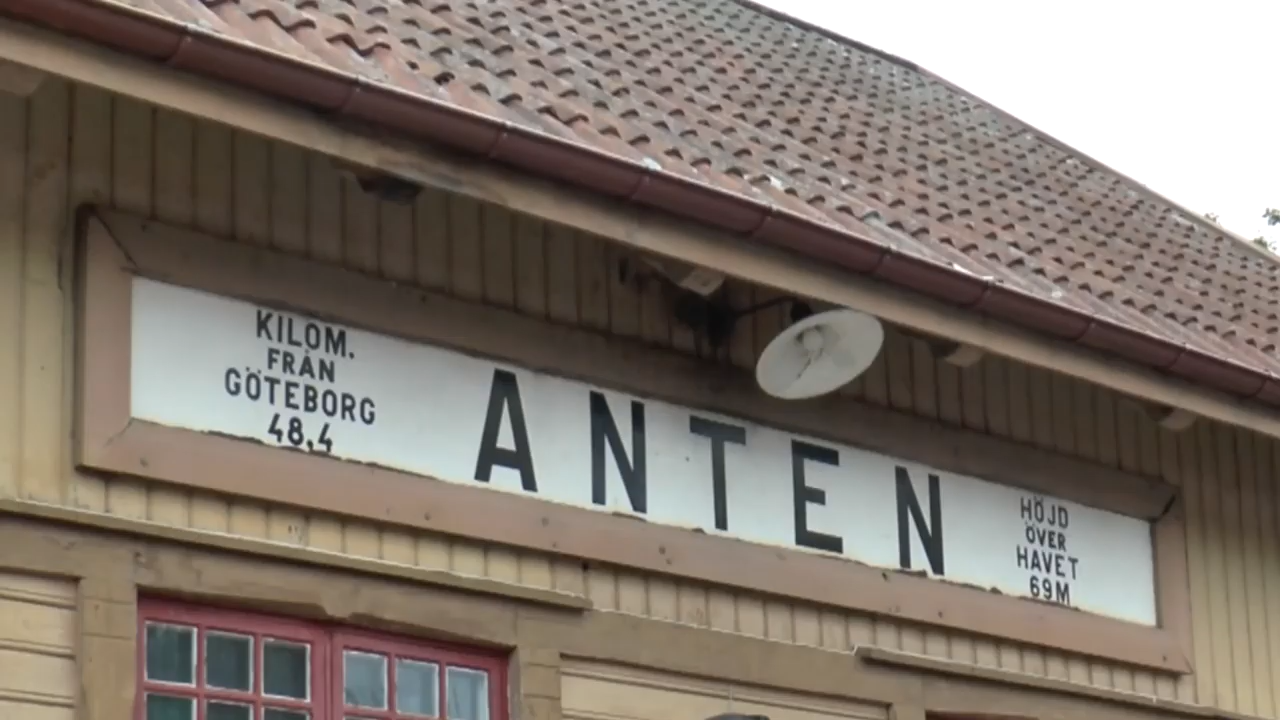 KILOM.
FRÅN
GÖTEBORG
48,4
ANTEN
HÖJD
ÖVER
HAVET
69M